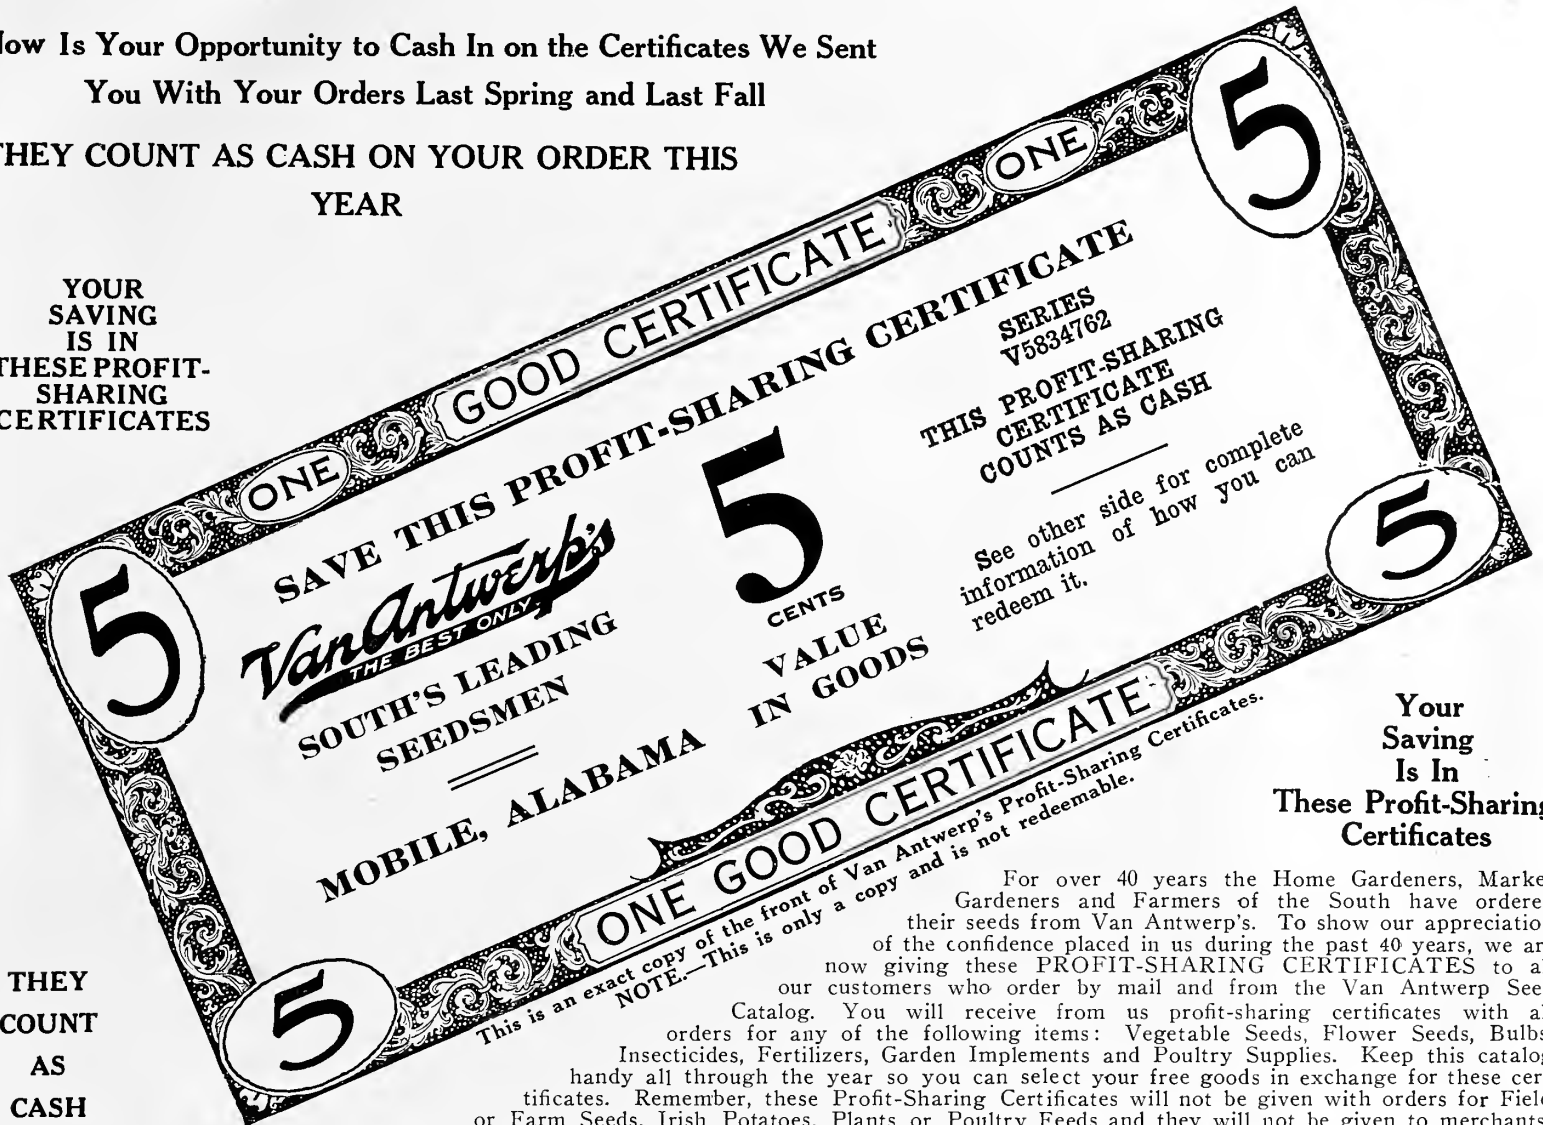 Now Is Your Opportunity to Cash In on the Certificates We Sent
You With Your Orders Last Spring and Last Fall
THEY COUNT AS CASH ON YOUR ORDER THIS
YEAR
YOUR
SAVING
IS IN
THESE PROFIT-
SHARING
CERTIFICATES
5
ONE
GOOD CERTIFICATE
ONE
5
SAVE THIS PROFIT-SHARING CERTIFICATE
Van Antwerp's
THE BEST ONLY
SOUTH'S LEADING
SEEDSMEN
MOBILE, ALABAMA
5
CENTS
VALUE
IN GOODS
SERIES
V5834762
THIS PROFIT-SHARING
CERTIFICATE
COUNTS AS CASH
See other side for complete
information of how you can
redeem it.
5
ONE GOOD CERTIFICATE
5
This is an exact copy of the front of Van Antwerp's Profit-Sharing Certificates.
NOTE.—This is only a copy and is not redeemable.
Your
Saving
Is In
These Profit-Sharing
Certificates
THEY
COUNT
AS
CASH
For over 40 years the Home Gardeners, Marke
Gardeners and Farmers of the South have ordere
their seeds from Van Antwerp's. To show our appreciatio
of the confidence placed in us during the past 40 years, we ar
now giving these PROFIT-SHARING CERTIFICATES to a
our customers who order by mail and from the Van Antwerp See
Catalog. You will receive from us profit-sharing certificates with a
orders for any of the following items: Vegetable Seeds, Flower Seeds, Bulbs
Insecticides, Fertilizers, Garden Implements and Poultry Supplies. Keep this catalog
handy all through the year so you can select your free goods in exchange for these cer
tificates. Remember, these Profit-Sharing Certificates will not be given with orders for Field
or Farm Seeds, Irish Potatoes, Plants or Poultry Feeds and they will not be given to merchants